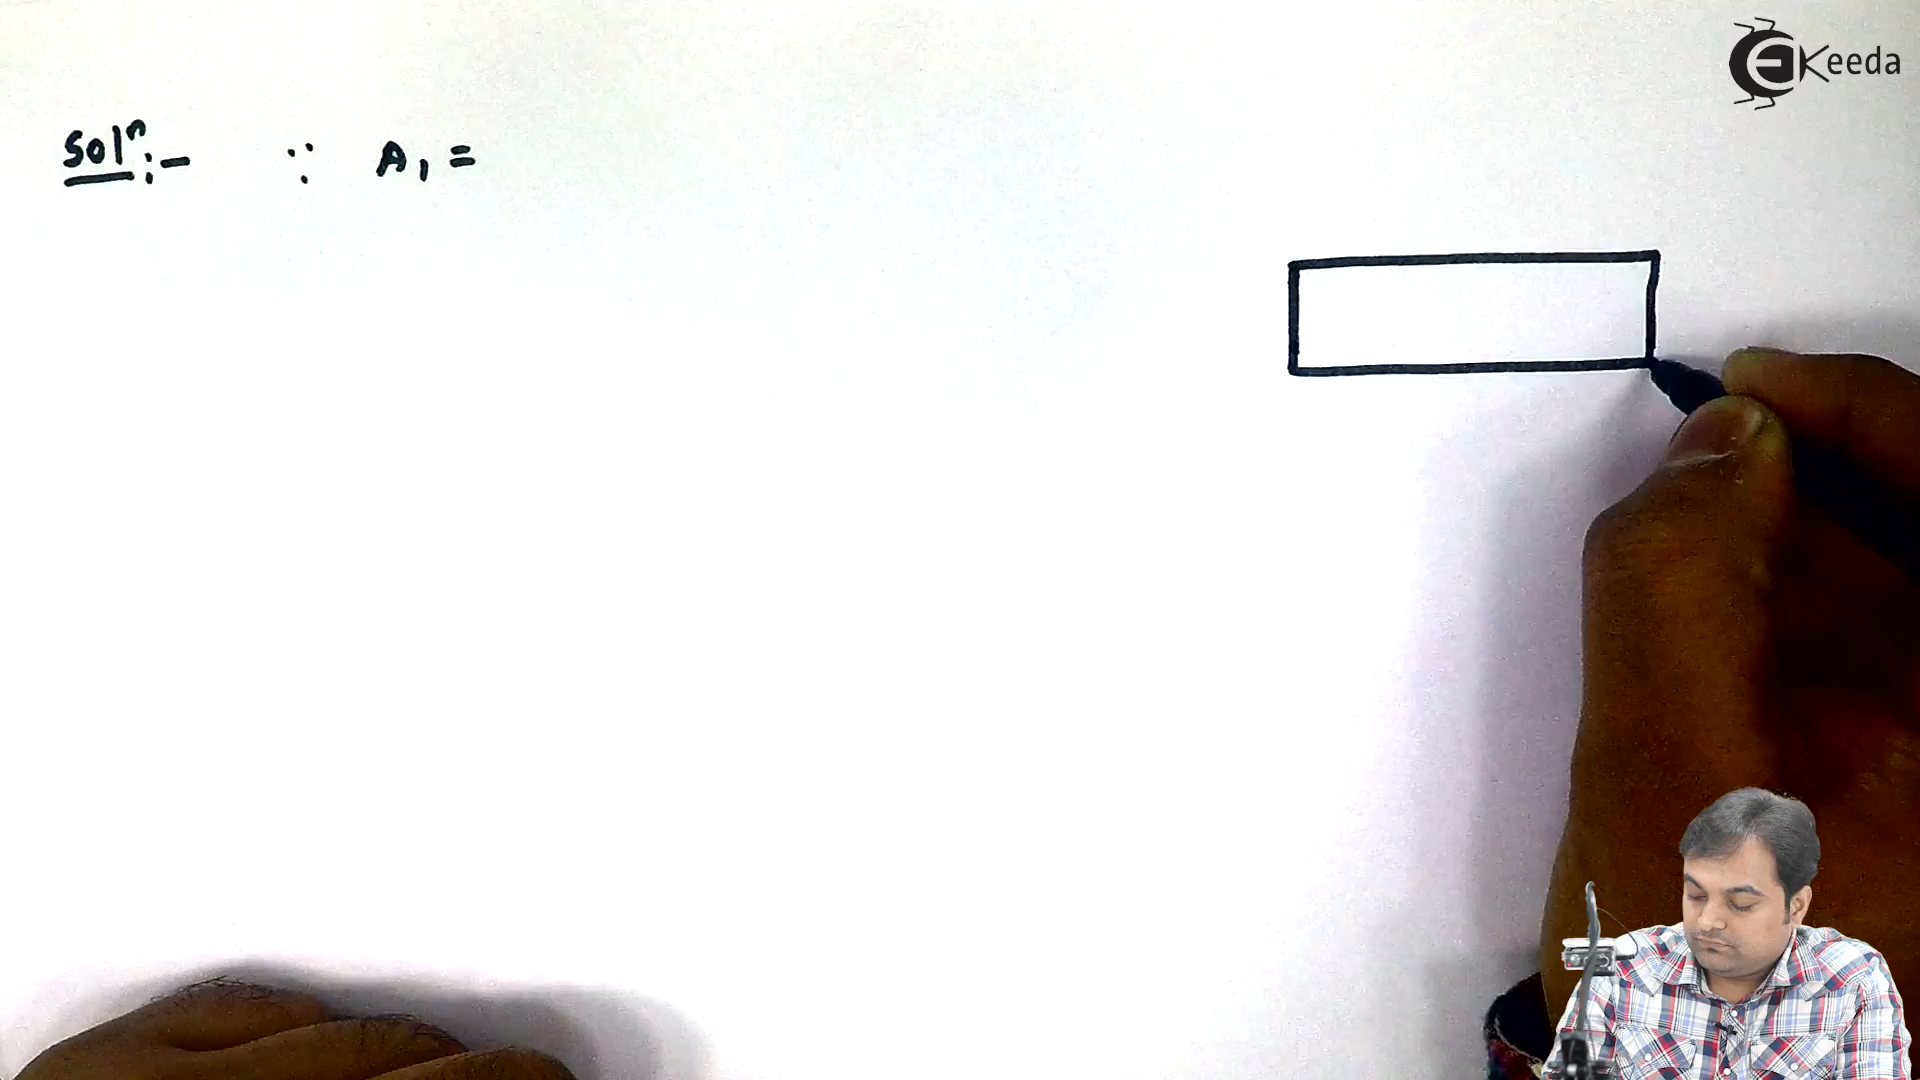 Keeda
Solⁿ :- ∵ A₁ =